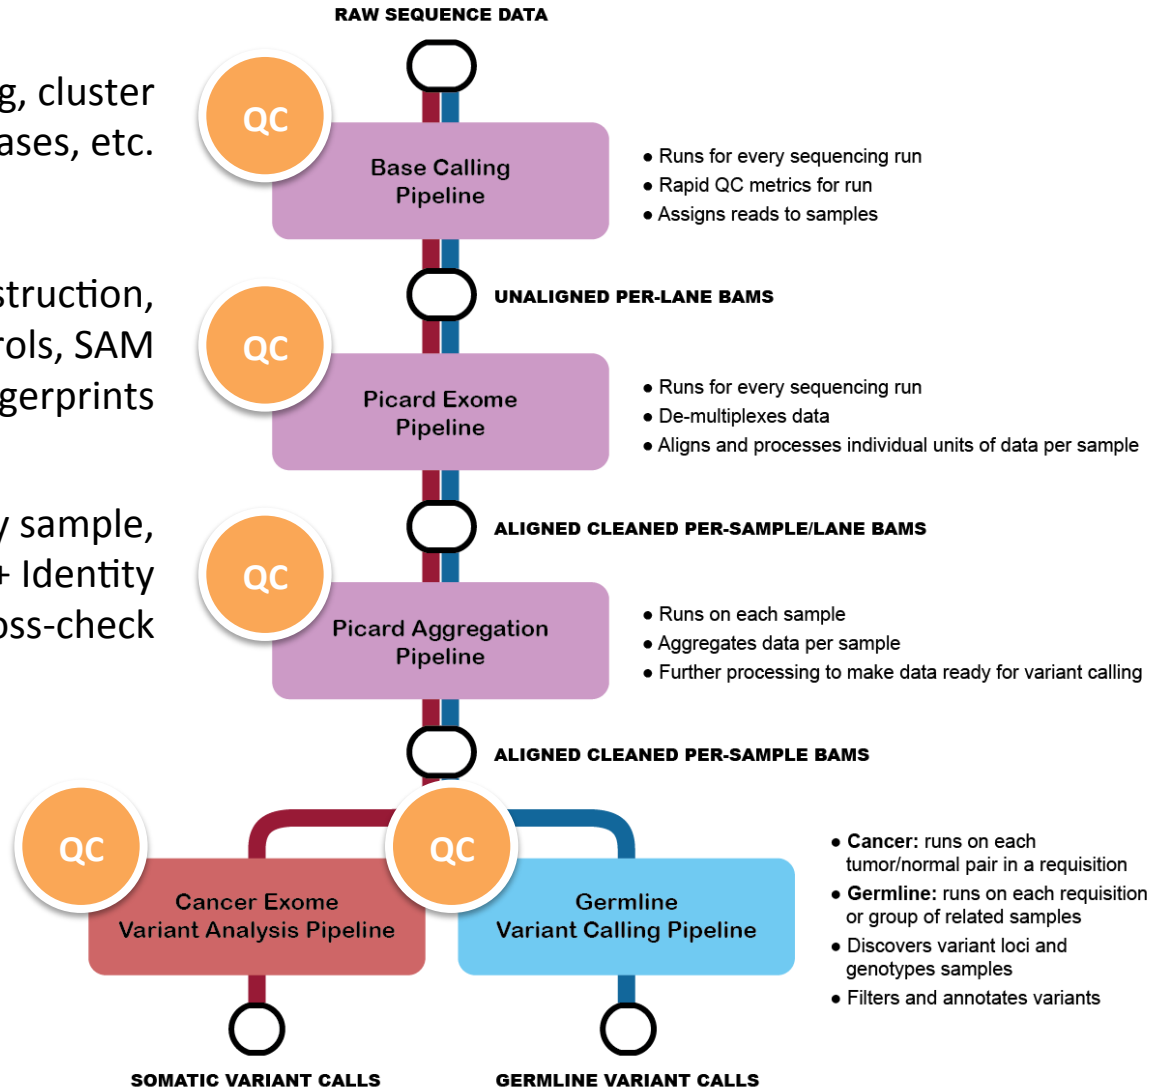 RAW SEQUENCE DATA
g, cluster
ases, etc.
QC
Base Calling
Pipeline
● Runs for every sequencing run
● Rapid QC metrics for run
● Assigns reads to samples
UNALIGNED PER-LANE BAMS
struction,
rols, SAM
gerprints
QC
Picard Exome
Pipeline
● Runs for every sequencing run
● De-multiplexes data
● Aligns and processes individual units of data per sample
ALIGNED CLEANED PER-SAMPLE/LANE BAMS
y sample,
+ Identity
oss-check
QC
Picard Aggregation
Pipeline
● Runs on each sample
● Aggregates data per sample
● Further processing to make data ready for variant calling
ALIGNED CLEANED PER-SAMPLE BAMS
QC
Cancer Exome
Variant Analysis Pipeline
QC
Germline
Variant Calling Pipeline
● Cancer: runs on each
tumor/normal pair in a requisition
● Germline: runs on each requisition
or group of related samples
● Discovers variant loci and
genotypes samples
● Filters and annotates variants
SOMATIC VARIANT CALLS
GERMLINE VARIANT CALLS